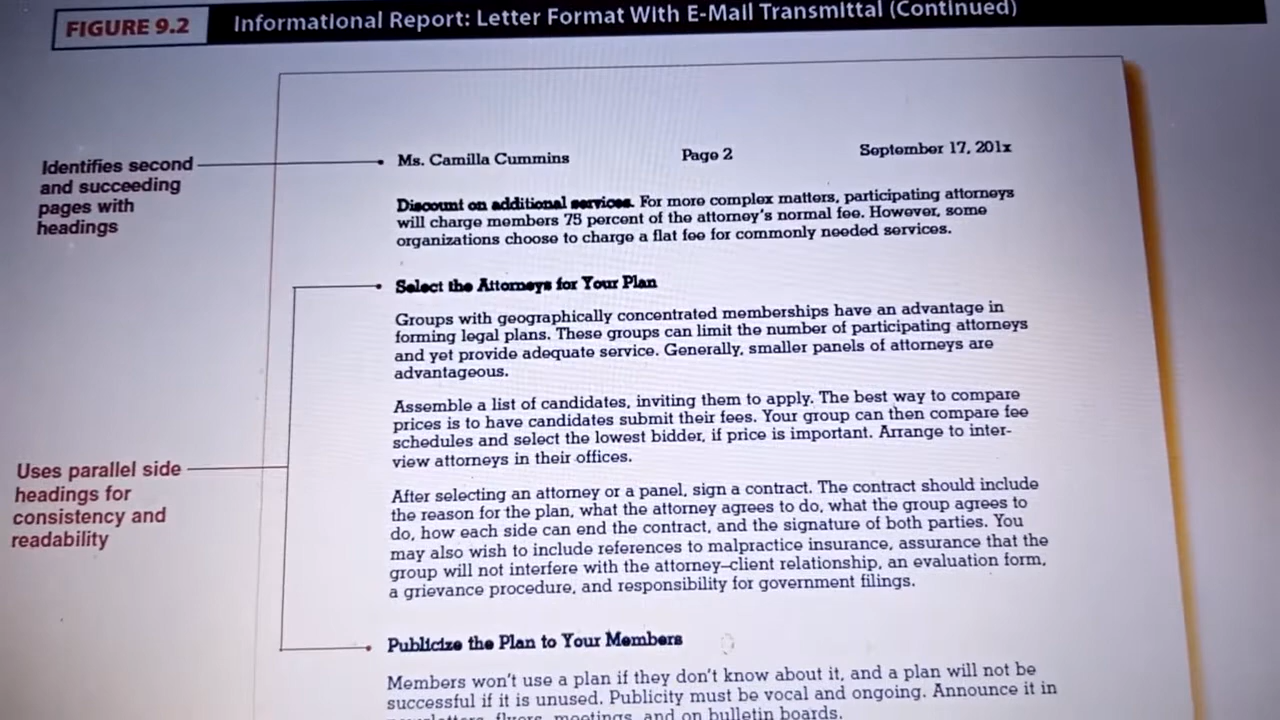 FIGURE 9.2
Informational Report: Letter Format With E-Mail Transmittal (Continued)
Identifies second
and succeeding
pages with
headings
Ms. Camilla Cummins Page 2 September 17, 201x
Discount on additional services. For more complex matters, participating attorneys
will charge members 75 percent of the attorney's normal fee. However, some
organizations choose to charge a flat fee for commonly needed services.
Select the Attorneys for Your Plan
Groups with geographically concentrated memberships have an advantage in
forming legal plans. These groups can limit the number of participating attorneys
and yet provide adequate service. Generally, smaller panels of attorneys are
advantageous.
Assemble a list of candidates, inviting them to apply. The best way to compare
prices is to have candidates submit their fees. Your group can then compare fee
schedules and select the lowest bidder, if price is important. Arrange to inter-
view attorneys in their offices.
Uses parallel side
headings for
consistency and
readability
After selecting an attorney or a panel, sign a contract. The contract should include
the reason for the plan, what the attorney agrees to do, what the group agrees to
do, how each side can end the contract, and the signature of both parties. You
may also wish to include references to malpractice insurance, assurance that the
group will not interfere with the attorney–client relationship, an evaluation form,
a grievance procedure, and responsibility for government filings.
Publicize the Plan to Your Members
Members won't use a plan if they don't know about it, and a plan will not be
successful if it is unused. Publicity must be vocal and ongoing. Announce it in
newsletters, flyers, meetings, and on bulletin boards.